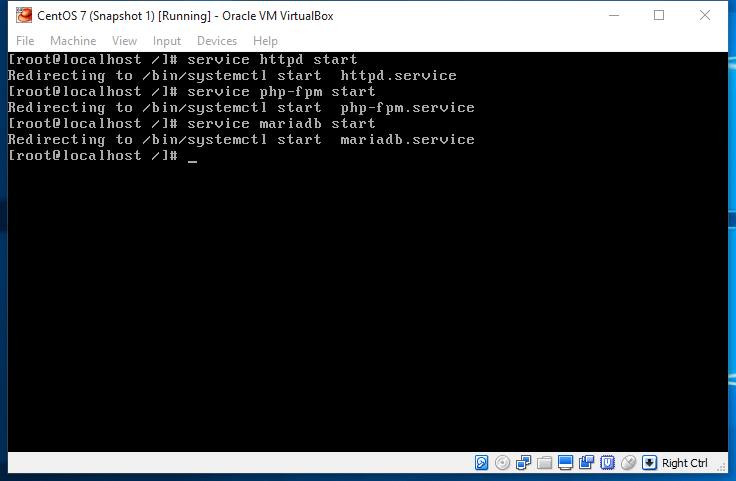 CentOS 7 (Snapshot 1) [Running] - Oracle VM VirtualBox
File Machine View Input Devices Help
[root@localhost /]# service httpd start
Redirecting to /bin/systemctl start  httpd.service
[root@localhost /]# service php-fpm start
Redirecting to /bin/systemctl start  php-fpm.service
[root@localhost /]# service mariadb start
Redirecting to /bin/systemctl start  mariadb.service
[root@localhost /]# _
Right Ctrl